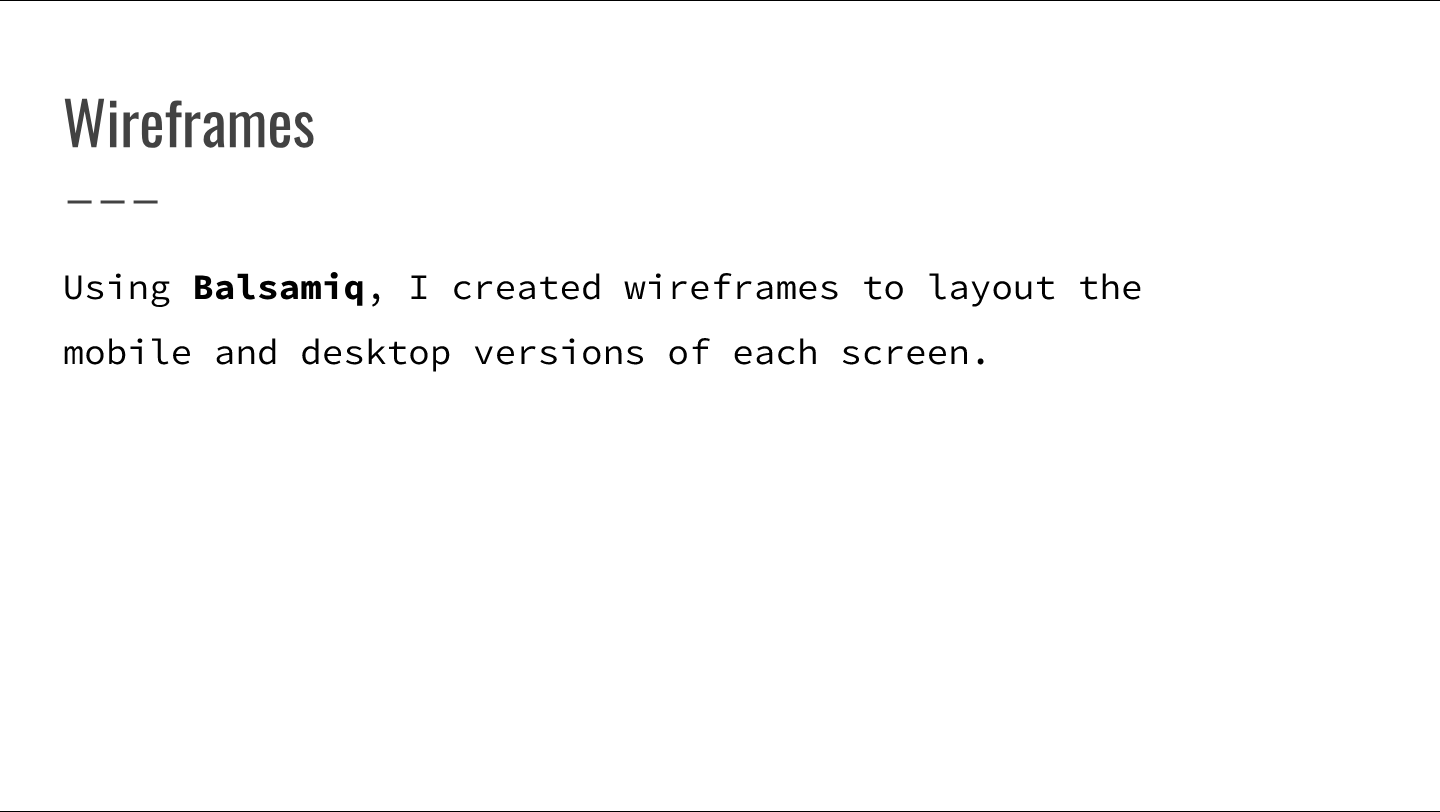 Wireframes
Using Balsamiq, I created wireframes to layout the
mobile and desktop versions of each screen.